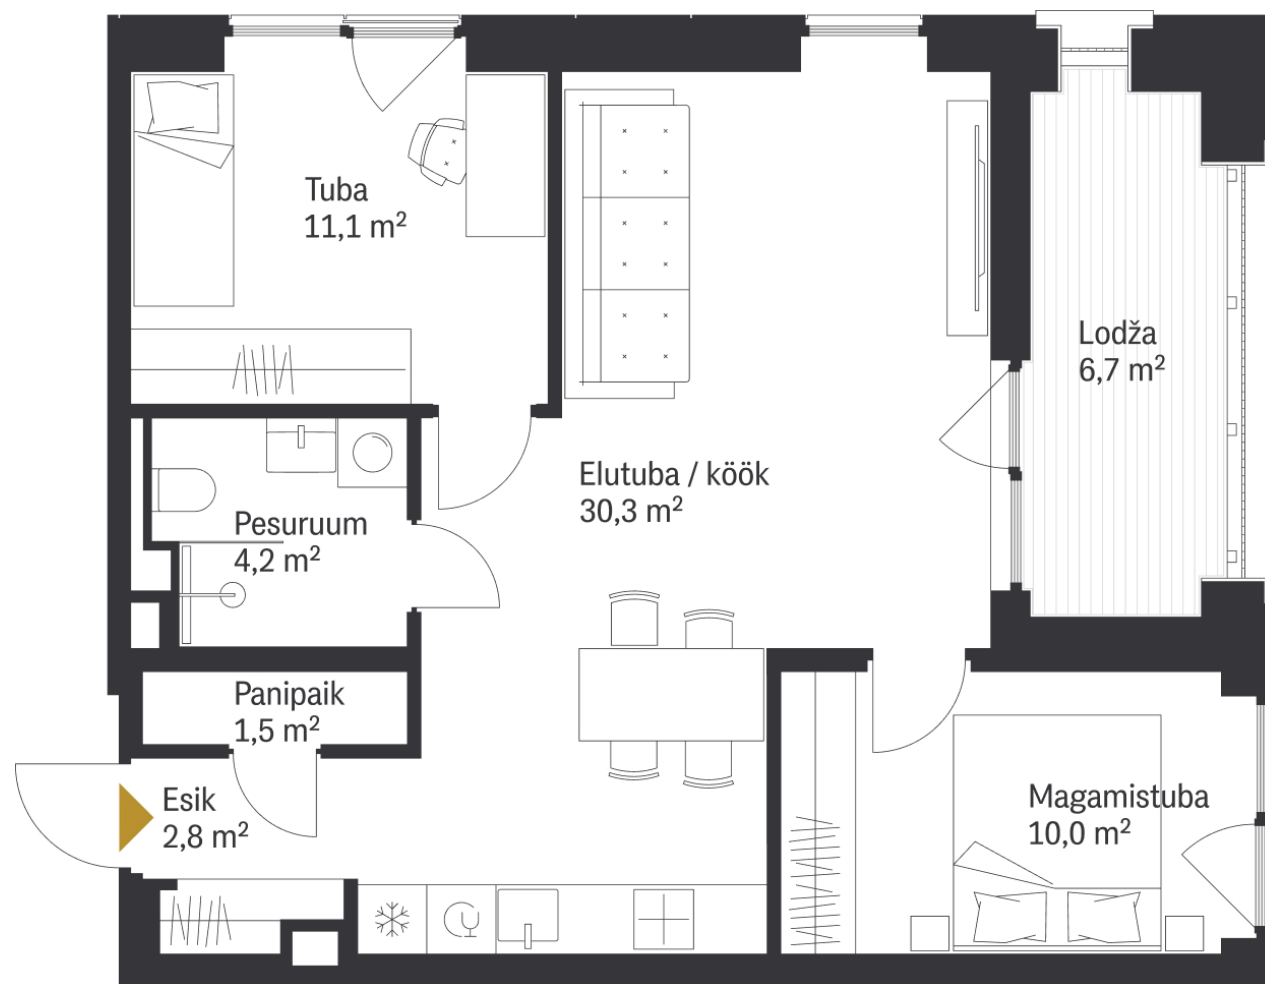 Tuba
11,1 m²
Lodža
6,7 m²
Elutuba / köök
30,3 m²
Pesuruum
4,2 m²
Panipaik
1,5 m²
Esik
2,8 m²
Magamistuba
10,0 m²